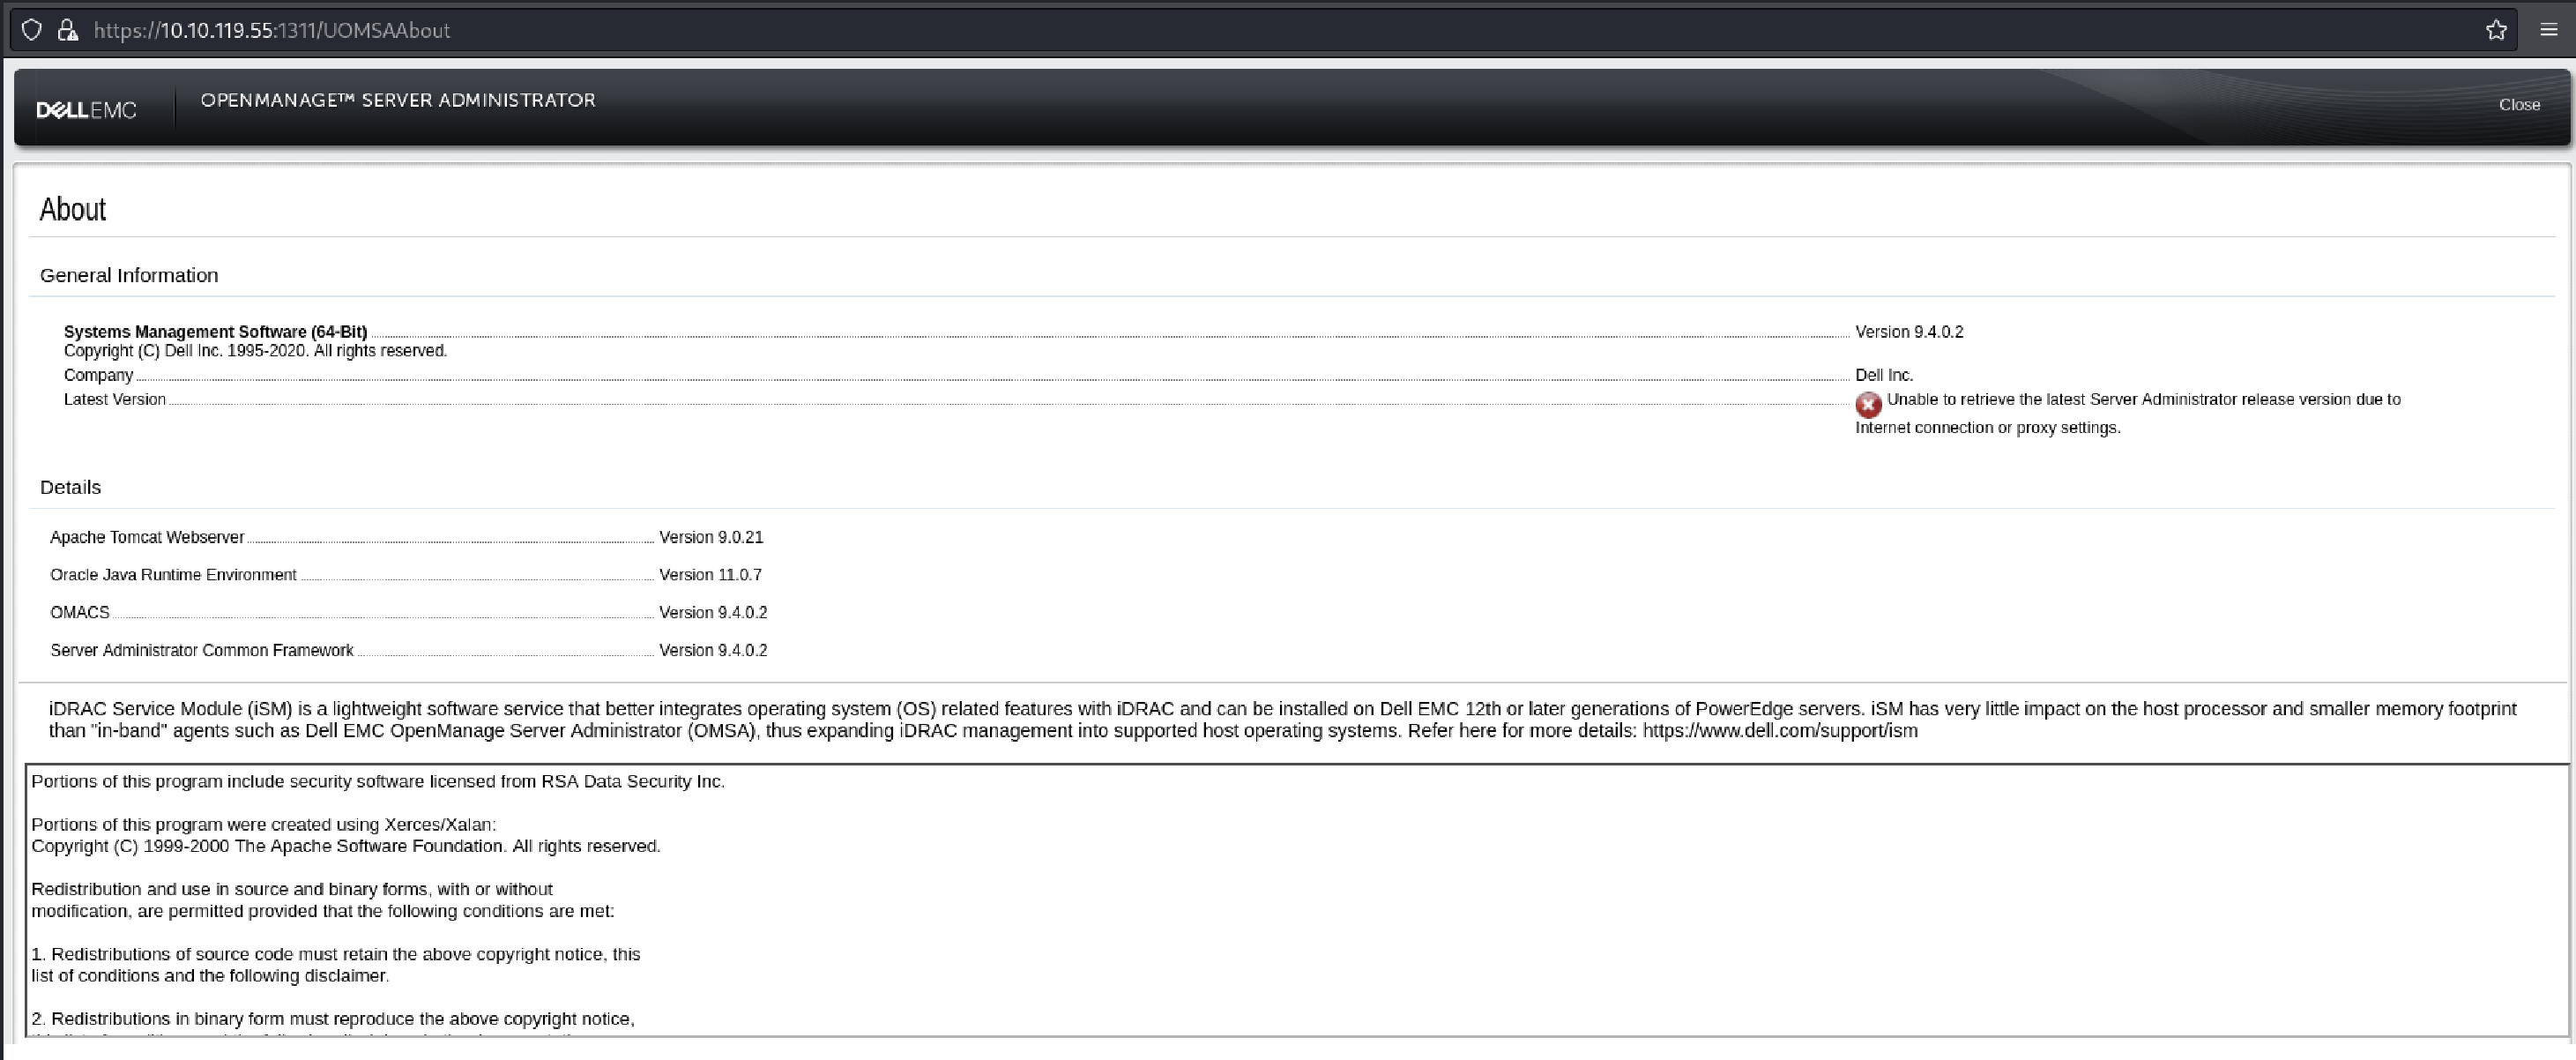 https://10.10.119.55:1311/UOMSAAbout
DELLEMC
OPENMANAGE™ SERVER ADMINISTRATOR
Close
About
General Information
Systems Management Software (64-Bit) Version 9.4.0.2
Copyright (C) Dell Inc. 1995-2020. All rights reserved.
Company Dell Inc.
Latest Version Unable to retrieve the latest Server Administrator release version due to
Internet connection or proxy settings.
Details
Apache Tomcat Webserver Version 9.0.21
Oracle Java Runtime Environment Version 11.0.7
OMACS Version 9.4.0.2
Server Administrator Common Framework Version 9.4.0.2
iDRAC Service Module (iSM) is a lightweight software service that better integrates operating system (OS) related features with iDRAC and can be installed on Dell EMC 12th or later generations of PowerEdge servers. iSM has very little impact on the host processor and smaller memory footprint
than "in-band" agents such as Dell EMC OpenManage Server Administrator (OMSA), thus expanding iDRAC management into supported host operating systems. Refer here for more details: https://www.dell.com/support/ism
Portions of this program include security software licensed from RSA Data Security Inc.
Portions of this program were created using Xerces/Xalan:
Copyright (C) 1999-2000 The Apache Software Foundation. All rights reserved.
Redistribution and use in source and binary forms, with or without
modification, are permitted provided that the following conditions are met:
1. Redistributions of source code must retain the above copyright notice, this
list of conditions and the following disclaimer.
2. Redistributions in binary form must reproduce the above copyright notice,